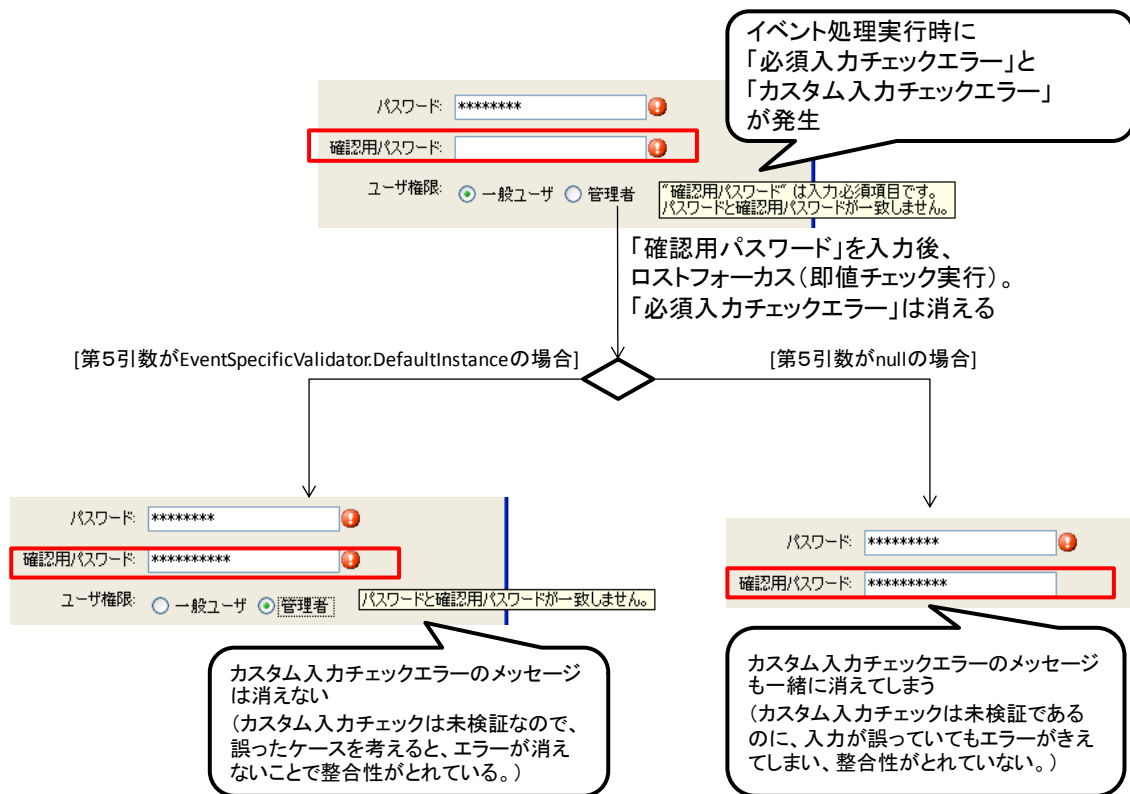 イベント処理実行時に
「必須入力チェックエラー」と
「カスタム入力チェックエラー」
が発生
パスワード: ********
確認用パスワード:
ユーザ権限: 一般ユーザ 管理者
"確認用パスワード" は入力必須項目です。
パスワードと確認用パスワードが一致しません。
「確認用パスワード」を入力後、
ロストフォーカス（即値チェック実行）。
「必須入力チェックエラー」は消える
[第５引数がEventSpecificValidator.DefaultInstanceの場合]
[第５引数がnullの場合]
パスワード: ********
確認用パスワード: **********
ユーザ権限: 一般ユーザ 管理者
パスワードと確認用パスワードが一致しません。
カスタム入力チェックエラーのメッセージ
は消えない
（カスタム入力チェックは未検証なので、
誤ったケースを考えると、エラーが消え
ないことで整合性がとれている。）
パスワード: *********
確認用パスワード: **********
カスタム入力チェックエラーのメッセージ
も一緒に消えてしまう
（カスタム入力チェックは未検証である
のに、入力が誤っていてもエラーがきえ
てしまい、整合性がとれていない。）